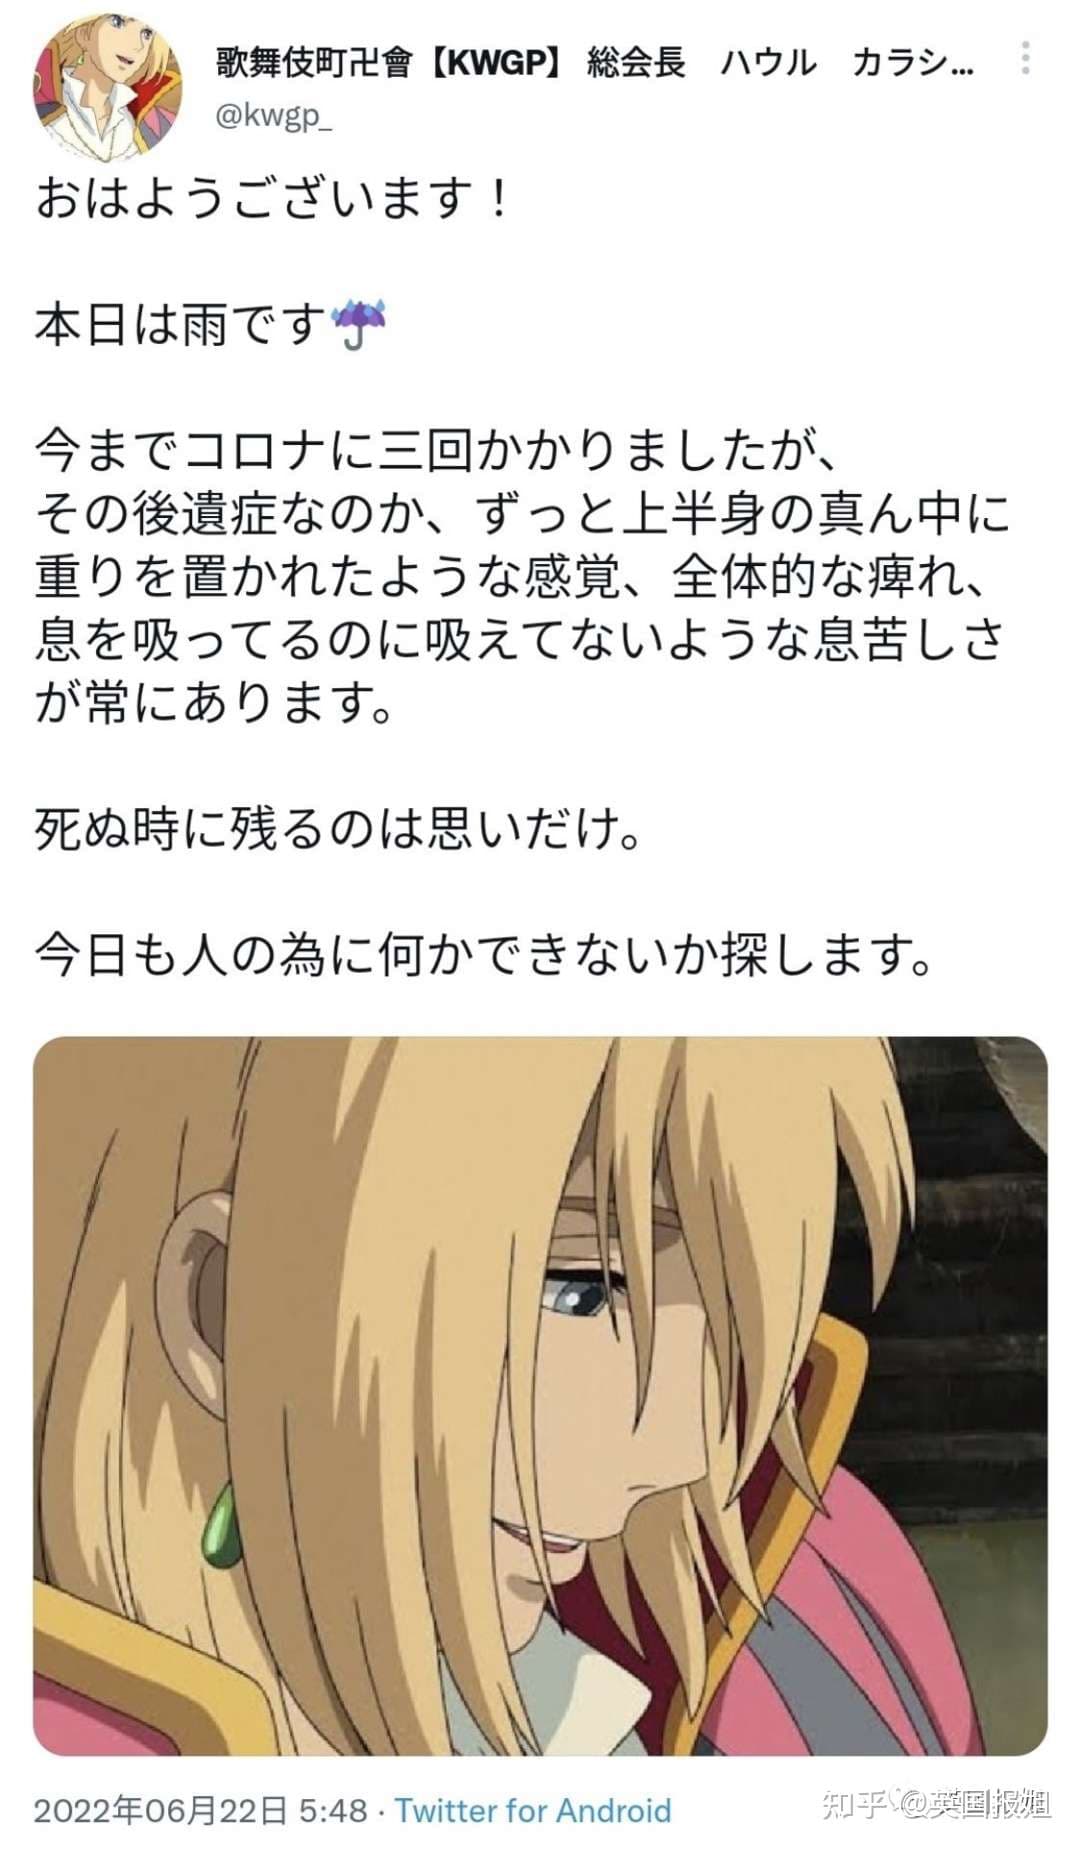 歌舞伎町卍會【KWGP】 総会長　ハウル　カラシ...
@kwgp_
おはようございます！
本日は雨です☔
今までコロナに三回かかりましたが、
その後遺症なのか、ずっと上半身の真ん中に
重りを置かれたような感覚、全体的な痺れ、
息を吸ってるのに吸えてないような息苦しさ
が常にあります。
死ぬ時に残るのは思いだけ。
今日も人の為に何かできないか探します。
2022年06月22日 5:48 · Twitter for Android
知乎 @英国报姐